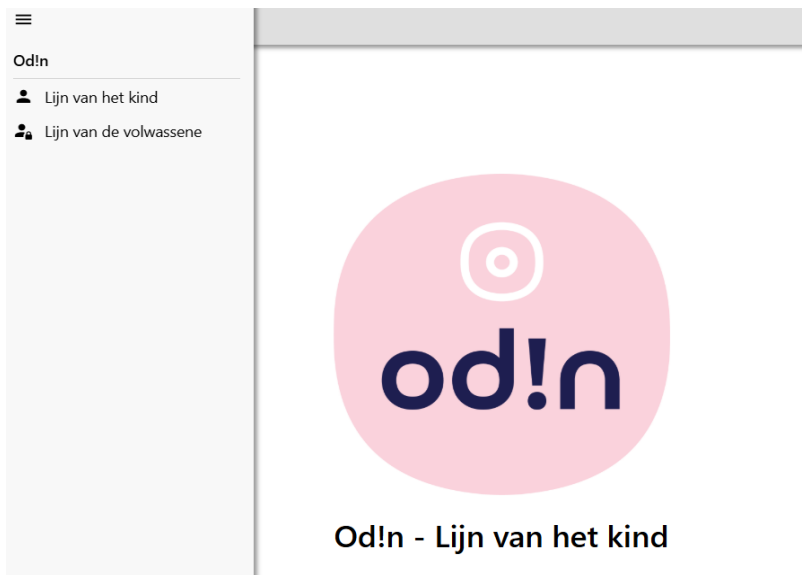 Od!n
Lijn van het kind
Lijn van de volwassene
od!n
Od!n - Lijn van het kind